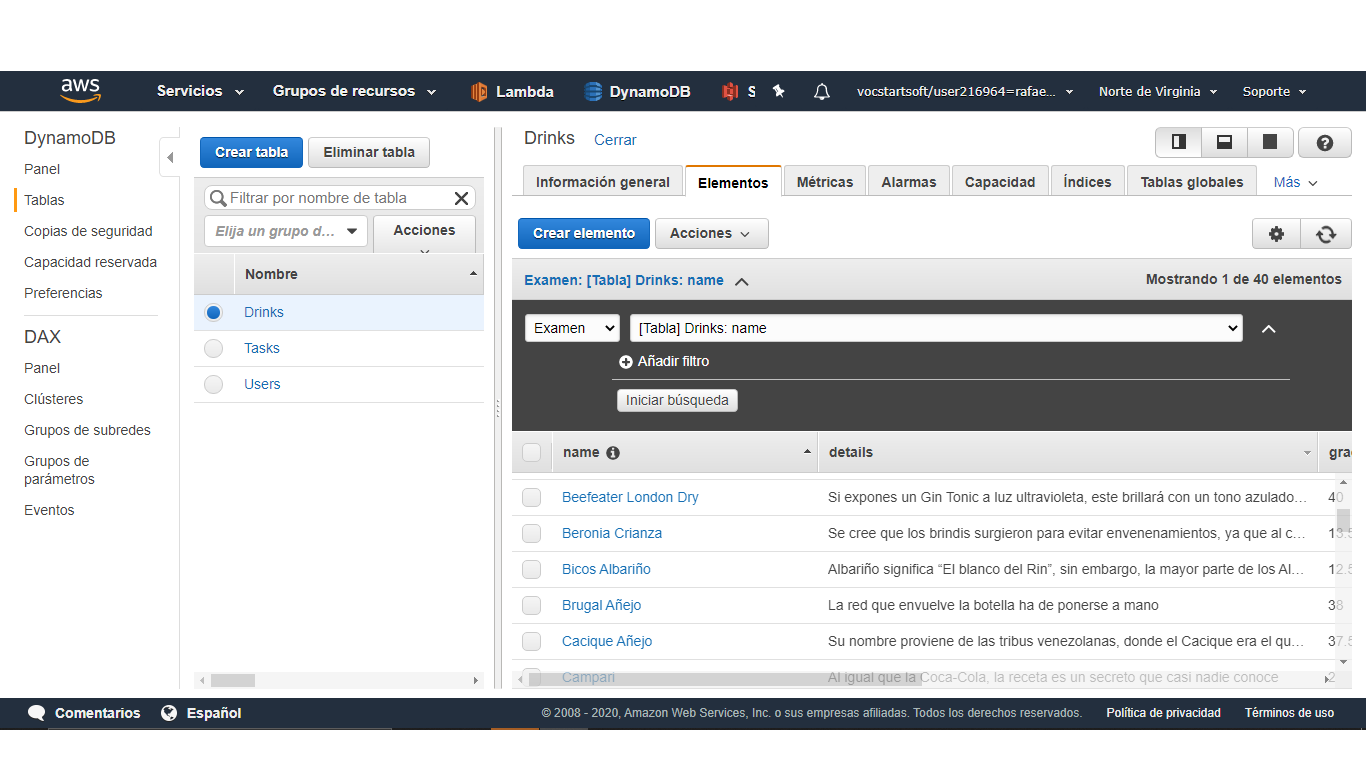 aws
Servicios
Grupos de recursos
Lambda
DynamoDB
S
vocstartsoft/user216964=rafae...
Norte de Virginia
Soporte
DynamoDB
Panel
Tablas
Copias de seguridad
Capacidad reservada
Preferencias
DAX
Panel
Clústeres
Grupos de subredes
Grupos de
parámetros
Eventos
Crear tabla
Eliminar tabla
Filtrar por nombre de tabla
Elija un grupo d...
Acciones
Nombre
Drinks
Tasks
Users
Drinks
Cerrar
Información general
Elementos
Métricas
Alarmas
Capacidad
Índices
Tablas globales
Más
Crear elemento
Acciones
Examen: [Tabla] Drinks: name
Mostrando 1 de 40 elementos
Examen
[Tabla] Drinks: name
Añadir filtro
Iniciar búsqueda
name
details
gra
Beefeater London Dry
Si expones un Gin Tonic a luz ultravioleta, este brillará con un tono azulado...
40
Beronia Crianza
Se cree que los brindis surgieron para evitar envenenamientos, ya que al c...
13.5
Bicos Albariño
Albariño significa “El blanco del Rin”, sin embargo, la mayor parte de los Al...
12.5
Brugal Añejo
La red que envuelve la botella ha de ponerse a mano
38
Cacique Añejo
Su nombre proviene de las tribus venezolanas, donde el Cacique era el qu...
37.5
Campari
Al igual que la Coca-Cola, la receta es un secreto que casi nadie conoce
Comentarios
Español
© 2008 - 2020, Amazon Web Services, Inc. o sus empresas afiliadas. Todos los derechos reservados.
Política de privacidad
Términos de uso